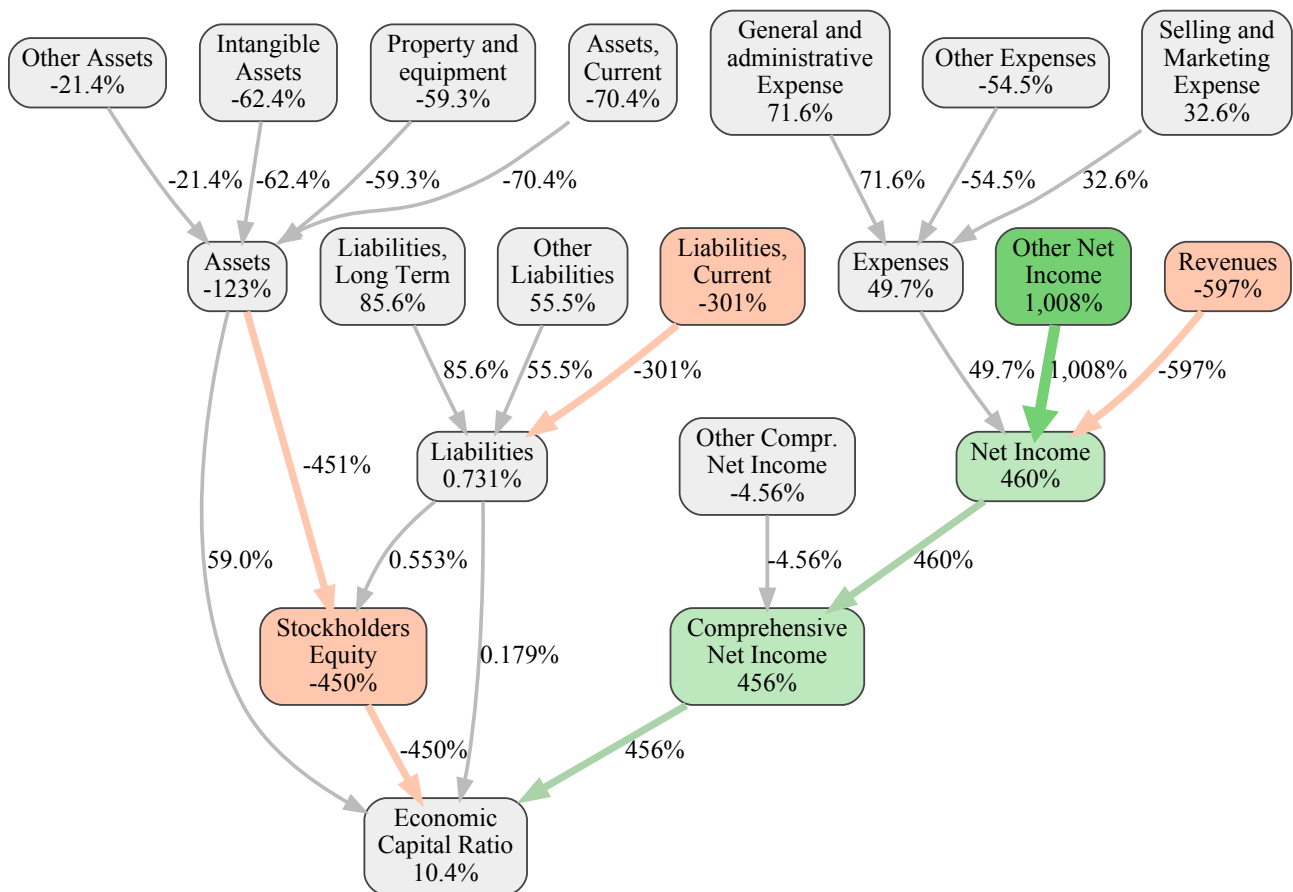 Other Assets
-21.4%
Intangible
Assets
-62.4%
Property and
equipment
-59.3%
Assets,
Current
-70.4%
General and
administrative
Expense
71.6%
Other Expenses
-54.5%
Selling and
Marketing
Expense
32.6%
-21.4%
-62.4%
-59.3%
-70.4%
71.6%
-54.5%
32.6%
Assets
-123%
Liabilities,
Long Term
85.6%
Other
Liabilities
55.5%
Liabilities,
Current
-301%
Expenses
49.7%
Other Net
Income
1,008%
Revenues
-597%
85.6%
55.5%
-301%
49.7%
1,008%
-597%
-451%
Liabilities
0.731%
Other Compr.
Net Income
-4.56%
Net Income
460%
59.0%
0.553%
-4.56%
460%
Stockholders
Equity
-450%
0.179%
Comprehensive
Net Income
456%
-450%
456%
Economic
Capital Ratio
10.4%